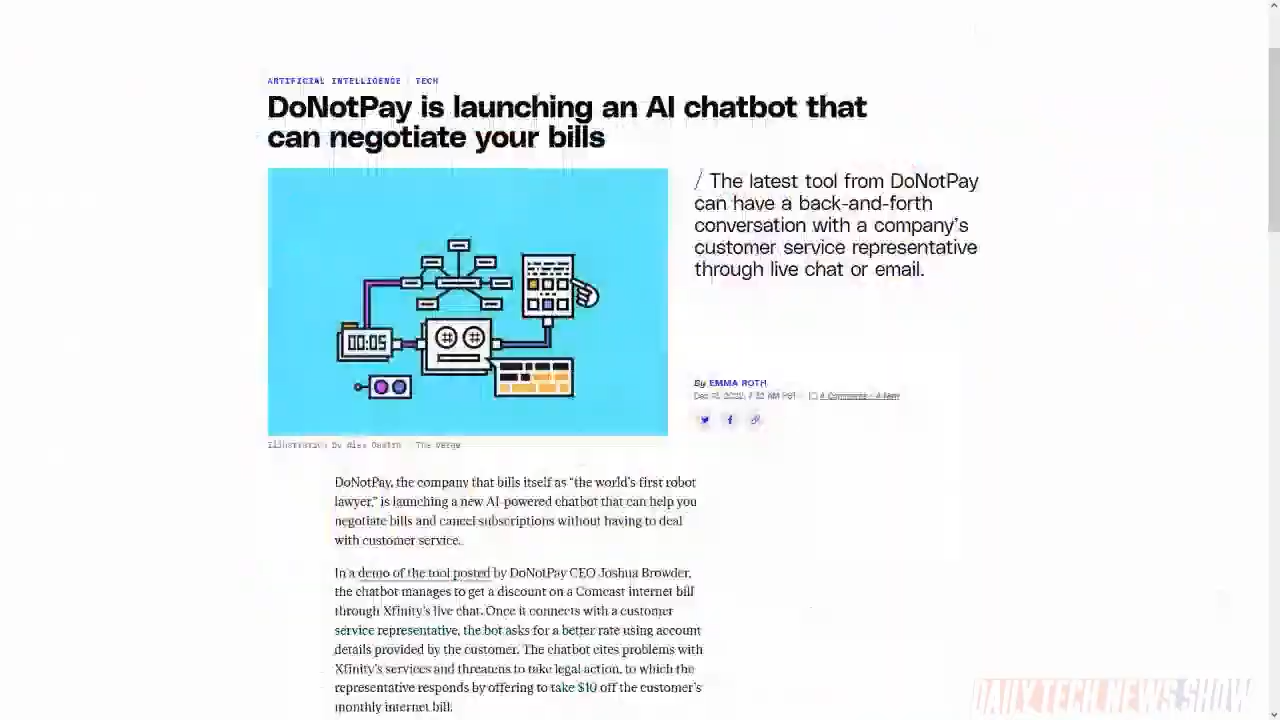 ARTIFICIAL INTELLIGENCE / TECH
DoNotPay is launching an AI chatbot that
can negotiate your bills
/ The latest tool from DoNotPay
can have a back-and-forth
conversation with a company's
customer service representative
through live chat or email.
00:05
By EMMA ROTH
Illustration by Alex Castro / The Verge
DoNotPay, the company that bills itself as “the world’s first robot
lawyer,” is launching a new AI-powered chatbot that can help you
negotiate bills and cancel subscriptions without having to deal
with customer service.
In a demo of the tool posted by DoNotPay CEO Joshua Browder,
the chatbot manages to get a discount on a Comcast internet bill
through Xfinity’s live chat. Once it connects with a customer
service representative, the bot asks for a better rate using account
details provided by the customer. The chatbot cites problems with
Xfinity’s services and threatens to take legal action, to which the
representative responds by offering to take $10 off the customer’s
monthly internet bill.
DAILY TECH NEWS SHOW